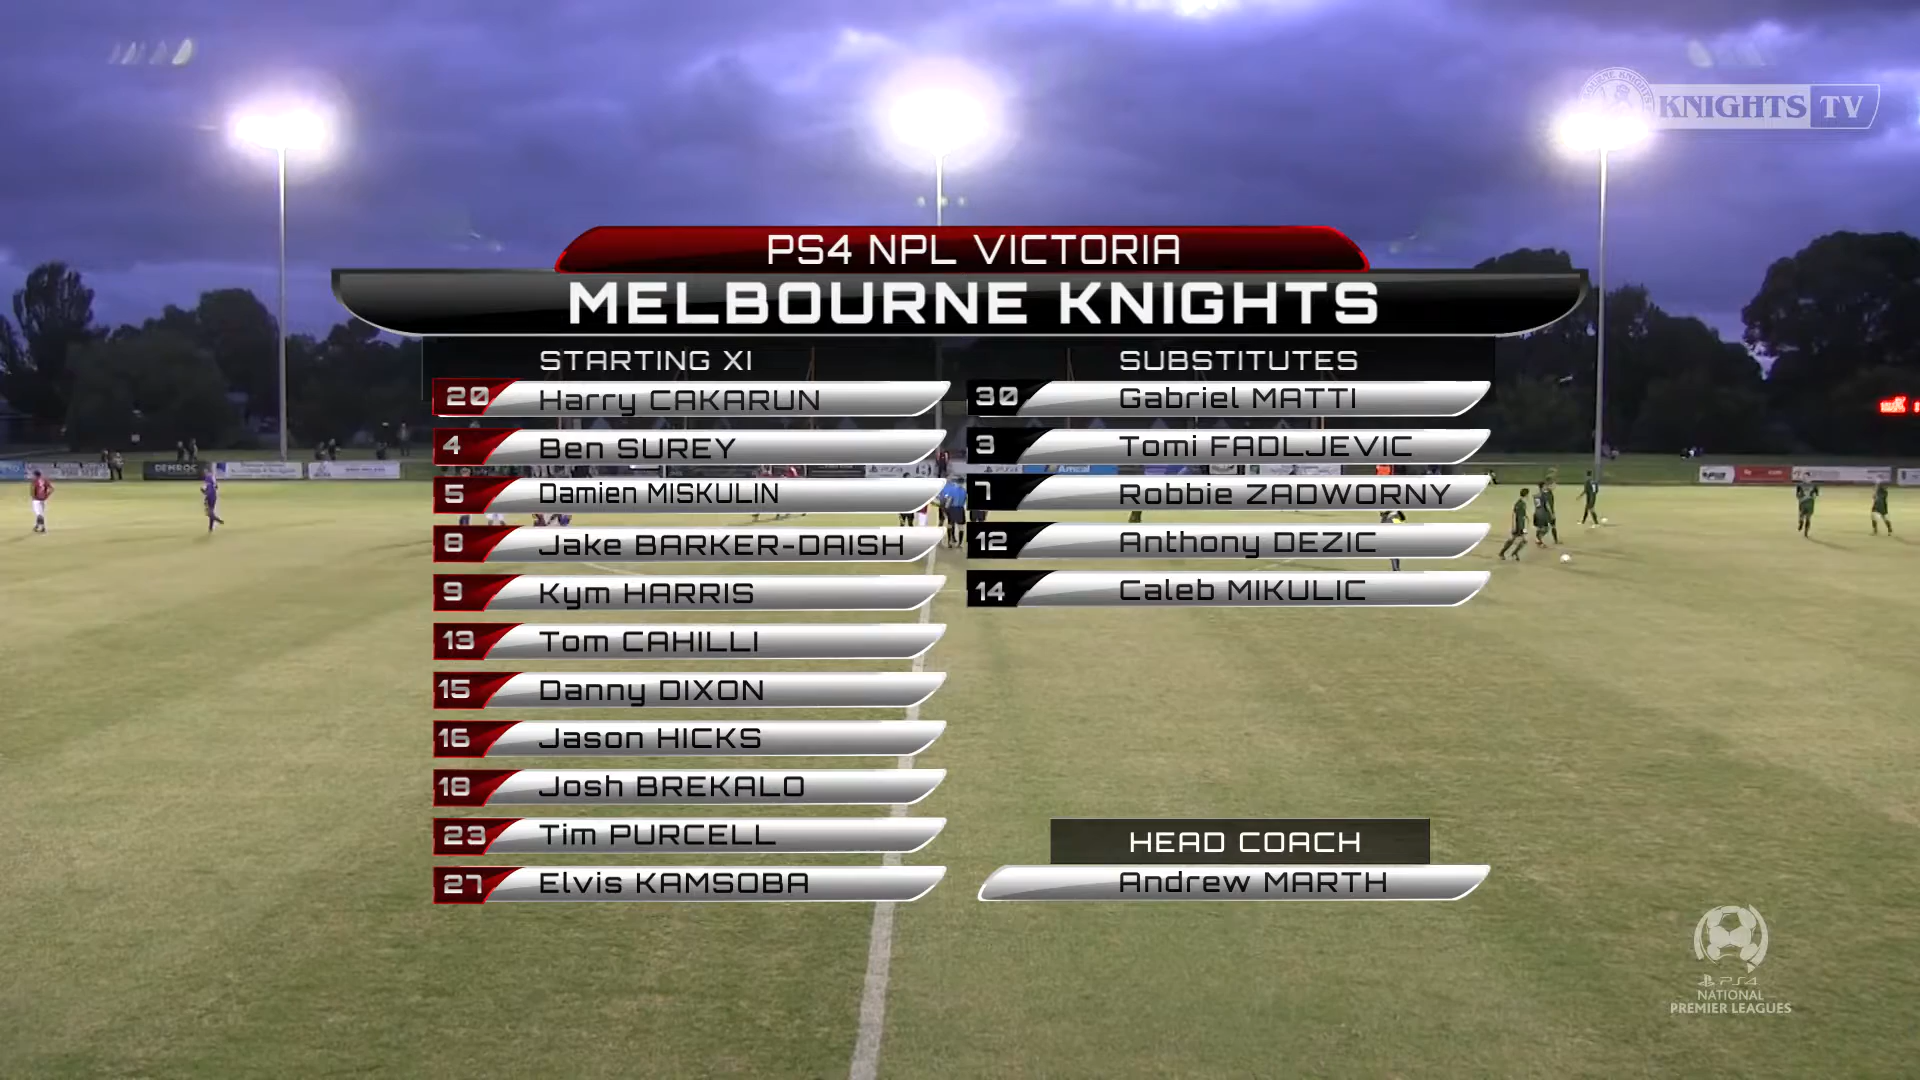 KNIGHTS TV
PS4 NPL VICTORIA
MELBOURNE KNIGHTS
STARTING XI
20 Harry CAKARUN
4 Ben SUREY
5 Damien MISKULIN
8 Jake BARKER-DAISH
9 Kym HARRIS
13 Tom CAHILLI
15 Danny DIXON
16 Jason HICKS
18 Josh BREKALO
23 Tim PURCELL
27 Elvis KAMSOBA
SUBSTITUTES
30 Gabriel MATTI
3 Tomi FADLJEVIC
7 Robbie ZADWORNY
12 Anthony DEZIC
14 Caleb MIKULIC
HEAD COACH
Andrew MARTH
DEMROC
PS4
NATIONAL
PREMIER LEAGUES